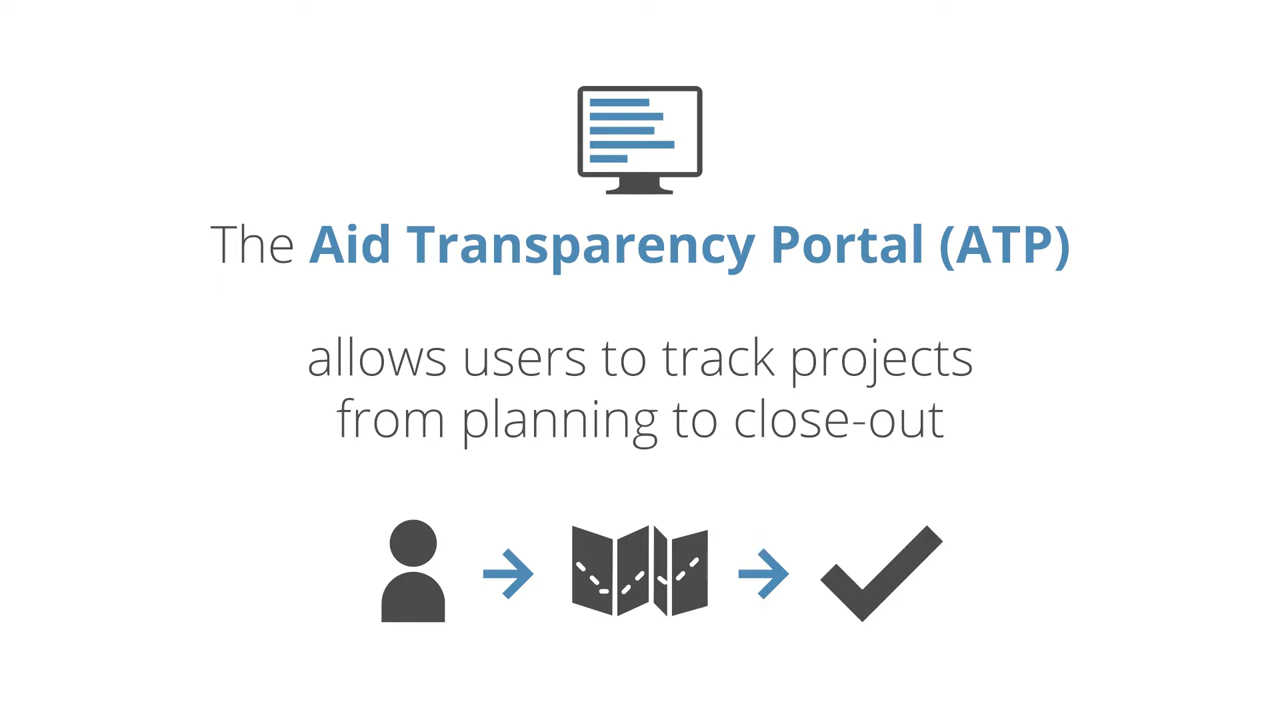 The Aid Transparency Portal (ATP)
allows users to track projects
from planning to close-out